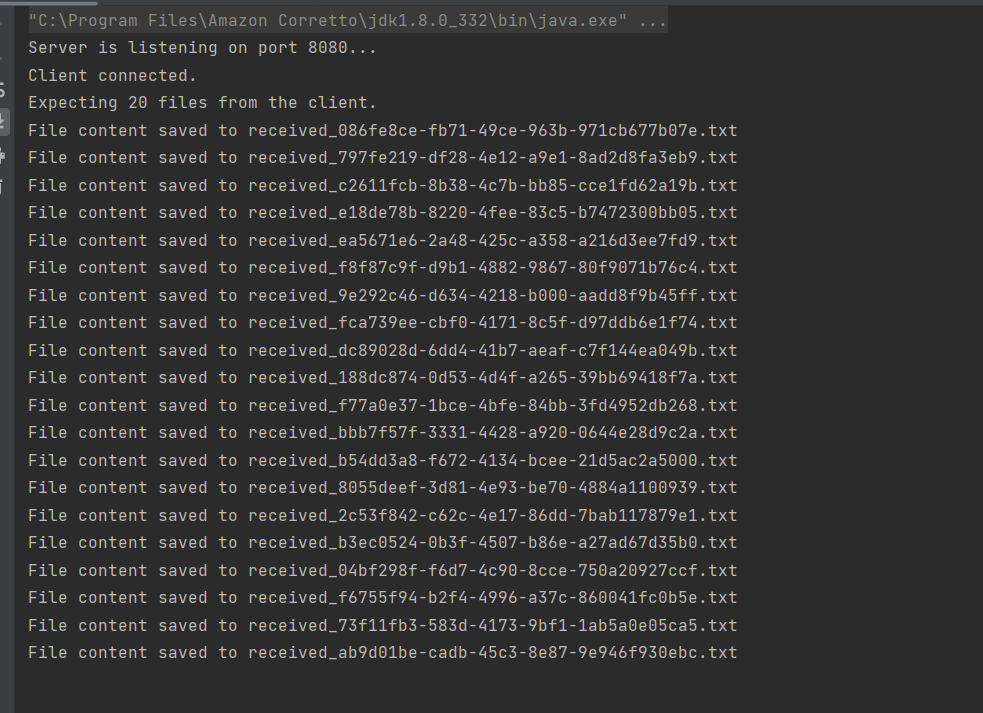 "C:\Program Files\Amazon Corretto\jdk1.8.0_332\bin\java.exe" ...
Server is listening on port 8080...
Client connected.
Expecting 20 files from the client.
File content saved to received_086fe8ce-fb71-49ce-963b-971cb677b07e.txt
File content saved to received_797fe219-df28-4e12-a9e1-8ad2d8fa3eb9.txt
File content saved to received_c2611fcb-8b38-4c7b-bb85-cce1fd62a19b.txt
File content saved to received_e18de78b-8220-4fee-83c5-b7472300bb05.txt
File content saved to received_ea5671e6-2a48-425c-a358-a216d3ee7fd9.txt
File content saved to received_f8f87c9f-d9b1-4882-9867-80f9071b76c4.txt
File content saved to received_9e292c46-d634-4218-b000-aadd8f9b45ff.txt
File content saved to received_fca739ee-cbf0-4171-8c5f-d97ddb6e1f74.txt
File content saved to received_dc89028d-6dd4-41b7-aeaf-c7f144ea049b.txt
File content saved to received_188dc874-0d53-4d4f-a265-39bb69418f7a.txt
File content saved to received_f77a0e37-1bce-4bfe-84bb-3fd4952db268.txt
File content saved to received_bbb7f57f-3331-4428-a920-0644e28d9c2a.txt
File content saved to received_b54dd3a8-f672-4134-bcee-21d5ac2a5000.txt
File content saved to received_8055deef-3d81-4e93-be70-4884a1100939.txt
File content saved to received_2c53f842-c62c-4e17-86dd-7bab117879e1.txt
File content saved to received_b3ec0524-0b3f-4507-b86e-a27ad67d35b0.txt
File content saved to received_04bf298f-f6d7-4c90-8cce-750a20927ccf.txt
File content saved to received_f6755f94-b2f4-4996-a37c-860041fc0b5e.txt
File content saved to received_73f11fb3-583d-4173-9bf1-1ab5a0e05ca5.txt
File content saved to received_ab9d01be-cadb-45c3-8e87-9e946f930ebc.txt